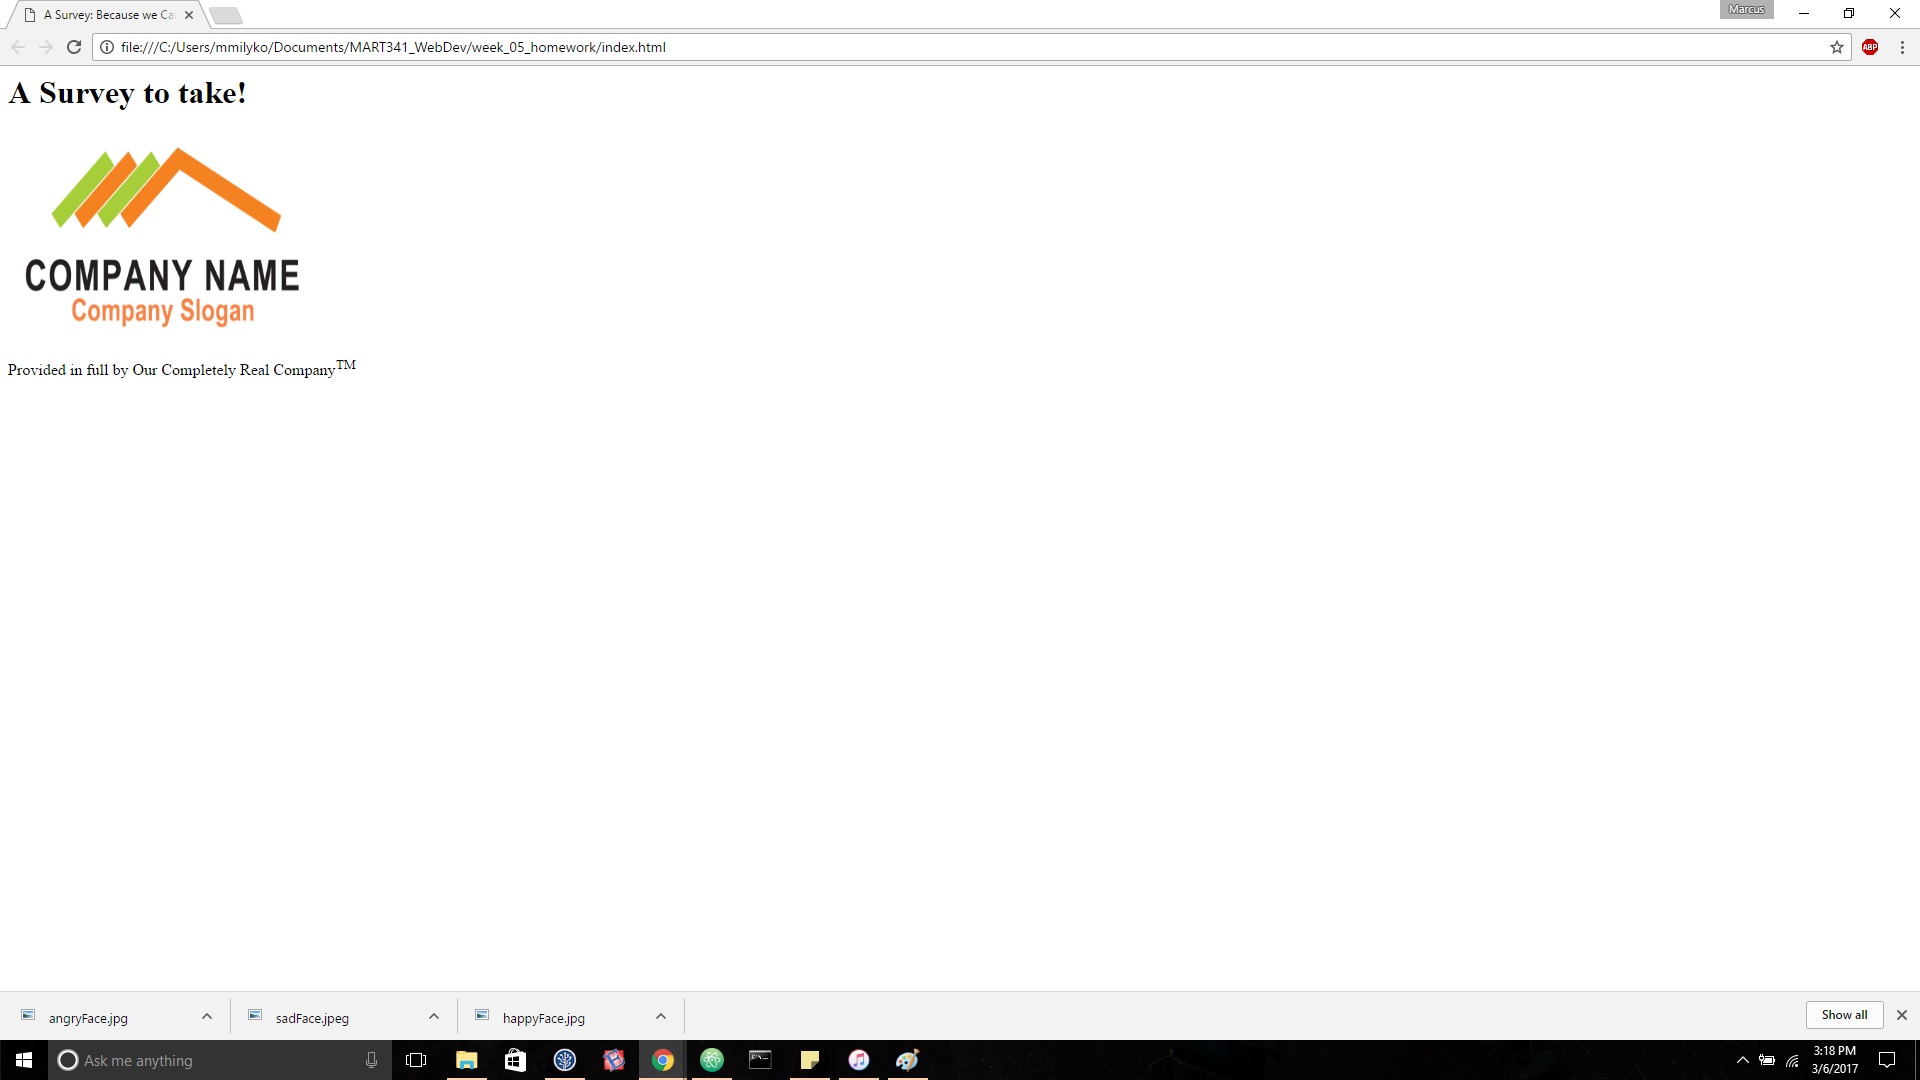 A Survey: Because we Ca
Marcus
file:///C:/Users/mmilyko/Documents/MART341_WebDev/week_05_homework/index.html
ABP
A Survey to take!
COMPANY NAME
Company Slogan
Provided in full by Our Completely Real CompanyTM
angryFace.jpg
sadFace.jpeg
happyFace.jpg
Show all
Ask me anything
3:18 PM
3/6/2017